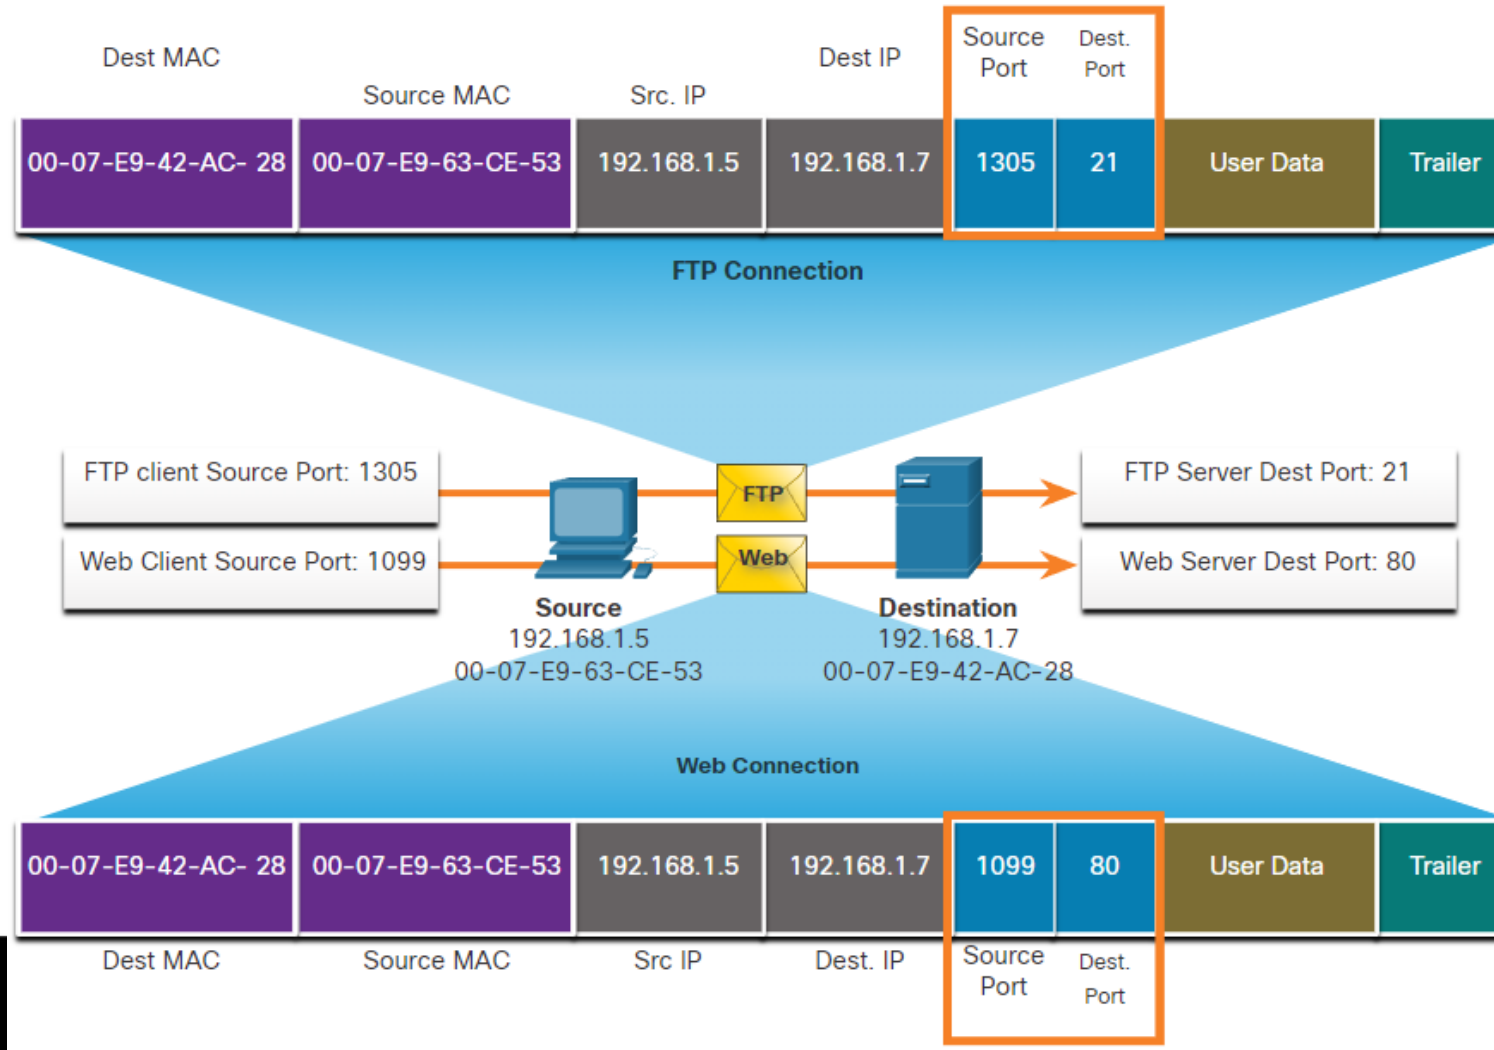 Dest MAC
Source MAC
Src. IP
Dest IP
Source
Port
Dest.
Port
00-07-E9-42-AC- 28
00-07-E9-63-CE-53
192.168.1.5
192.168.1.7
1305
21
User Data
Trailer
FTP Connection
FTP client Source Port: 1305
FTP
FTP Server Dest Port: 21
Web Client Source Port: 1099
Web
Web Server Dest Port: 80
Source
192.168.1.5
00-07-E9-63-CE-53
Destination
192.168.1.7
00-07-E9-42-AC-28
Web Connection
00-07-E9-42-AC- 28
00-07-E9-63-CE-53
192.168.1.5
192.168.1.7
1099
80
User Data
Trailer
Dest MAC
Source MAC
Src IP
Dest. IP
Source
Port
Dest.
Port